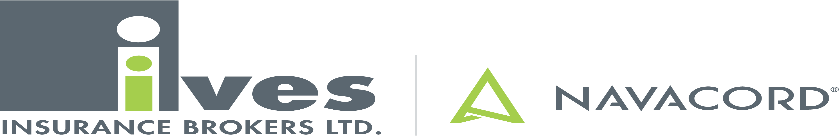 ives
INSURANCE BROKERS LTD.
NAVACORD®